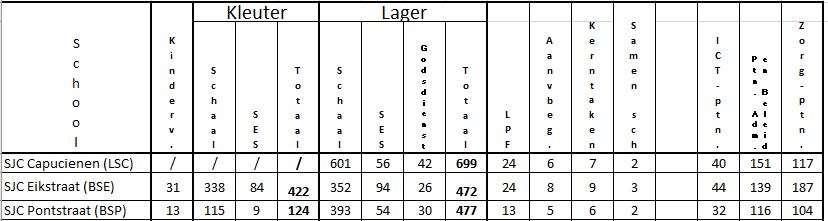 Kleuter Lager
School Kinderv. Schaal SES Totaal Schaal SES Godsdienst Totaal LPF Aanvbeg. Kerntaken Samen sch ICT-ptn. Ptn. Adm. en Beleid Zorg-ptn.
SJC Capucienen (LSC) / / / / 601 56 42 699 24 6 7 2 40 151 117
SJC Eikstraat (BSE) 31 338 84 422 352 94 26 472 24 8 9 3 44 139 187
SJC Pontstraat (BSP) 13 115 9 124 393 54 30 477 13 5 6 2 32 116 104